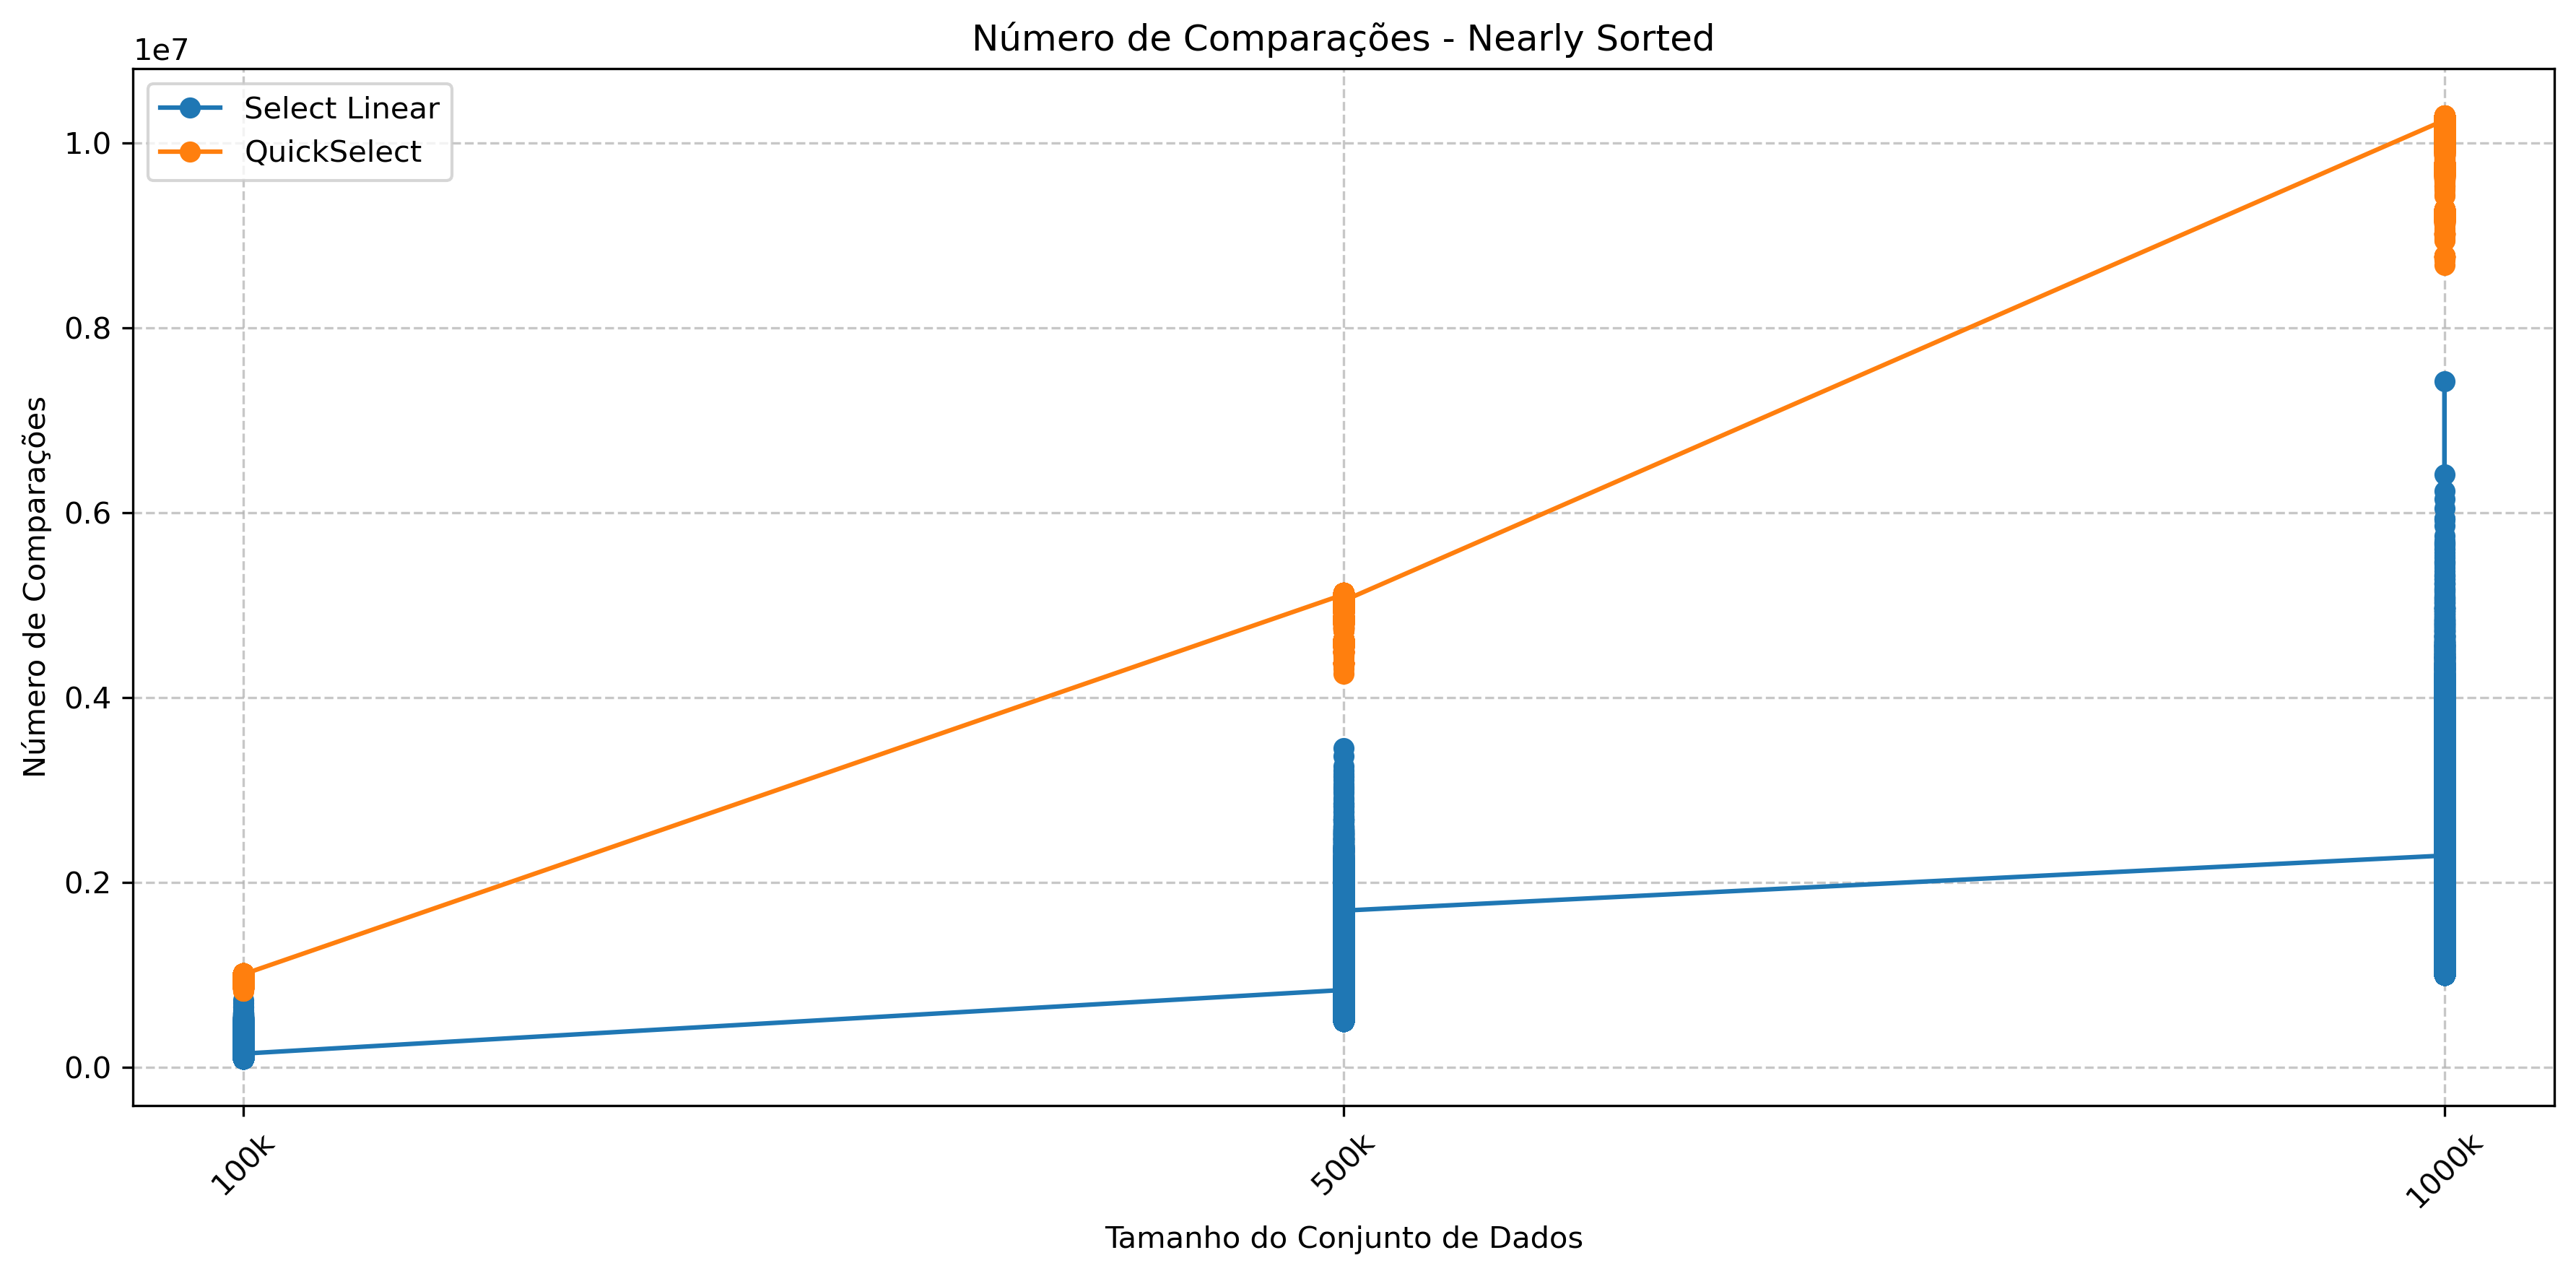 Número de Comparações - Nearly Sorted
1e7
Select Linear
QuickSelect
1.0
0.8
0.6
0.4
0.2
0.0
Número de Comparações
100k
500k
1000k
Tamanho do Conjunto de Dados